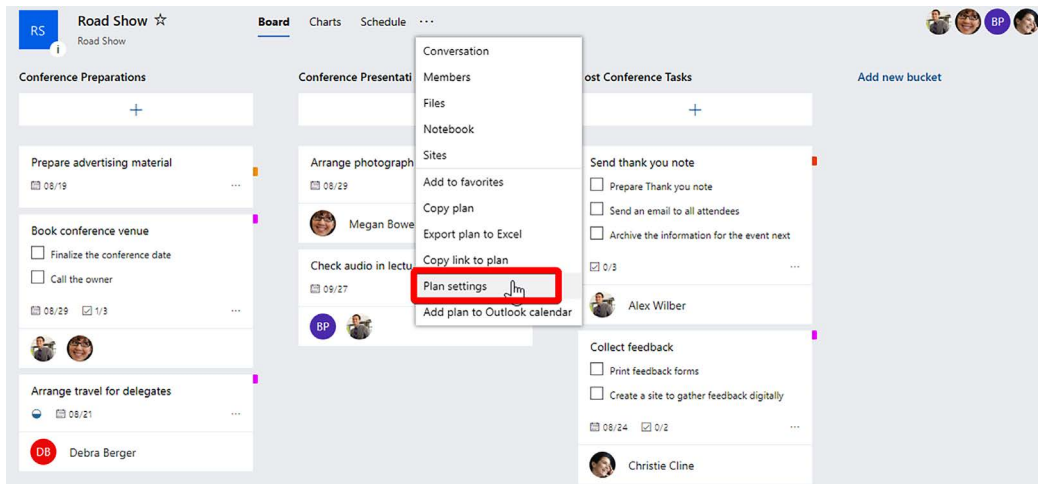 RS
Road Show ☆
Road Show
i
Board Charts Schedule ···
BP
Conference Preparations
+
Prepare advertising material
08/19
Book conference venue
Finalize the conference date
Call the owner
08/29 1/3
Arrange travel for delegates
08/21
DB Debra Berger
Conference Presentati
Arrange photograph
08/29
Megan Bowe
Check audio in lectu
09/27
BP
Conversation
Members
Files
Notebook
Sites
Add to favorites
Copy plan
Export plan to Excel
Copy link to plan
Plan settings
Add plan to Outlook calendar
ost Conference Tasks
+
Send thank you note
Prepare Thank you note
Send an email to all attendees
Archive the information for the event next
0/3
Alex Wilber
Collect feedback
Print feedback forms
Create a site to gather feedback digitally
08/24 0/2
Christie Cline
Add new bucket